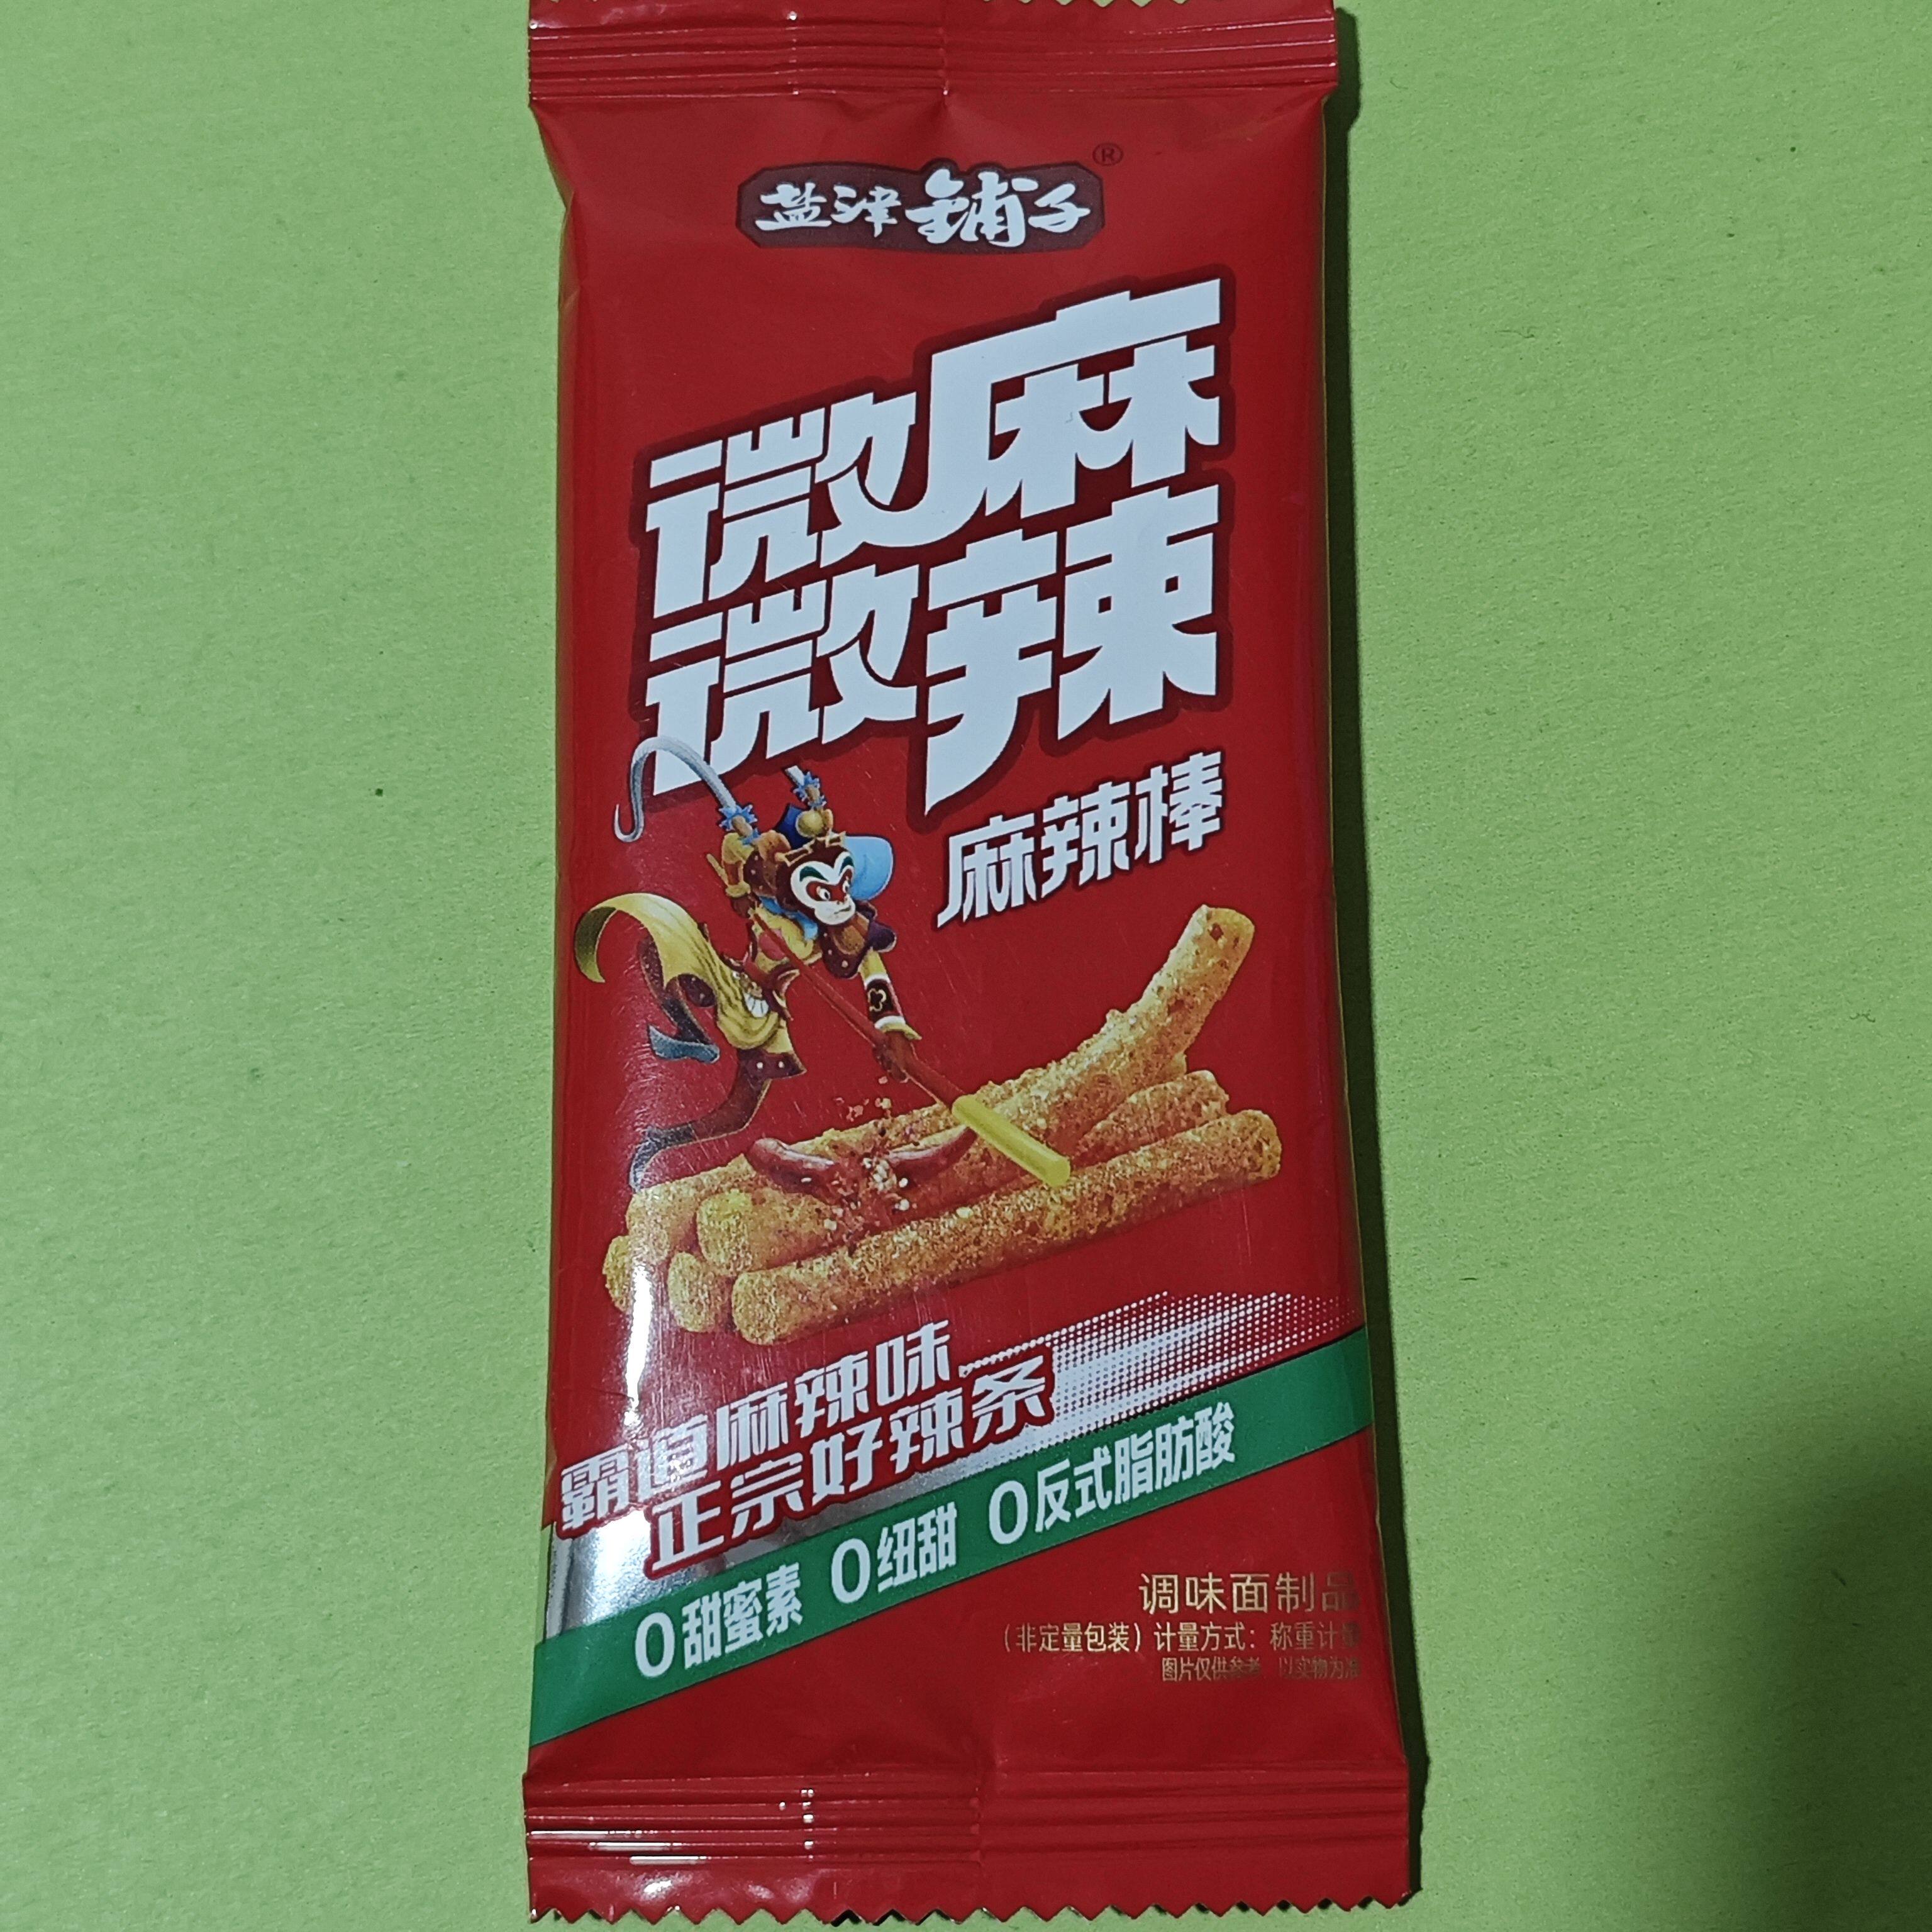 盐津铺子®
微麻
微辣
麻辣棒
霸道麻辣味
正宗好辣条
0甜蜜素 0纽甜 0反式脂肪酸
调味面制品
（非定量包装）计量方式：称重计量
图片仅供参考 以实物为准